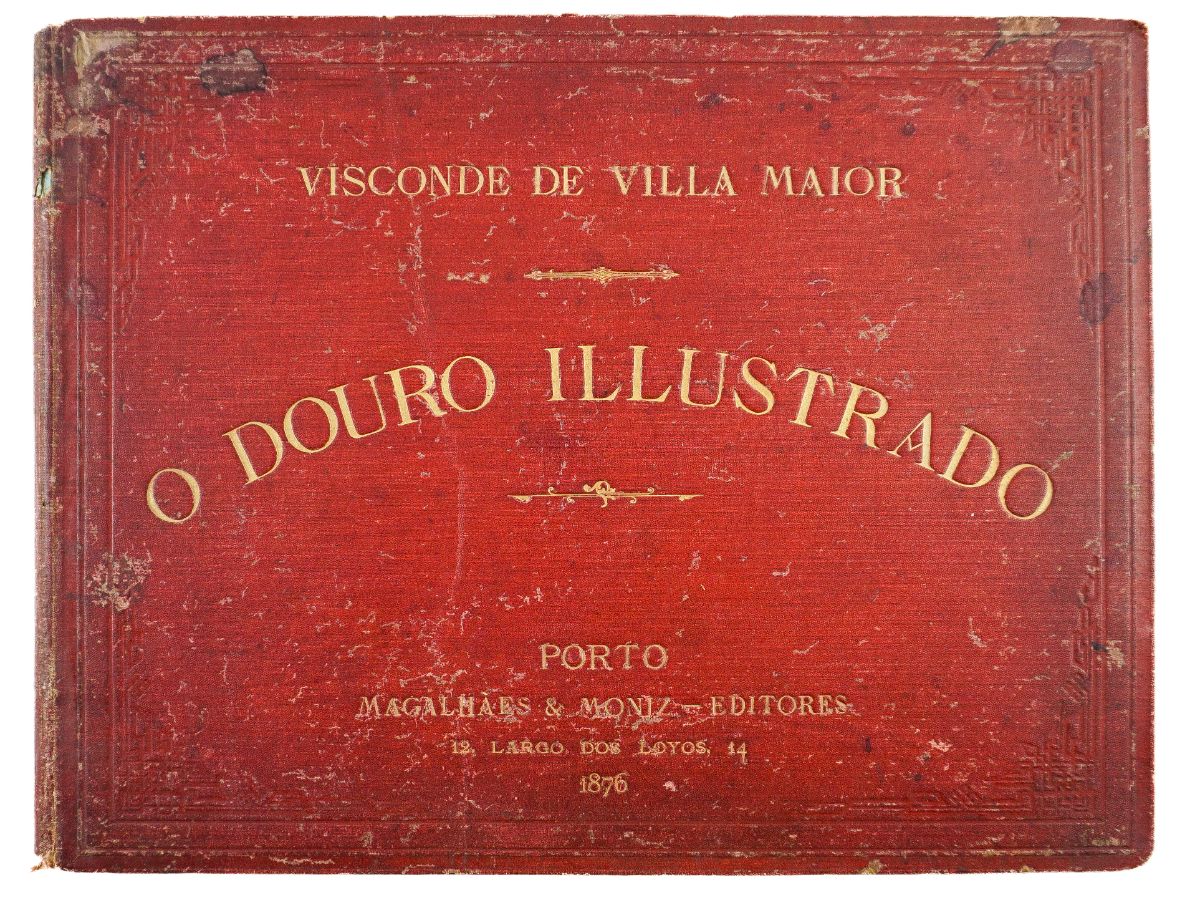 VISCONDE DE VILLA MAIOR
O DOURO ILLUSTRADO
PORTO
MAGALHÃES & MONIZ — EDITORES
12, LARGO DOS LOYOS, 14
1876